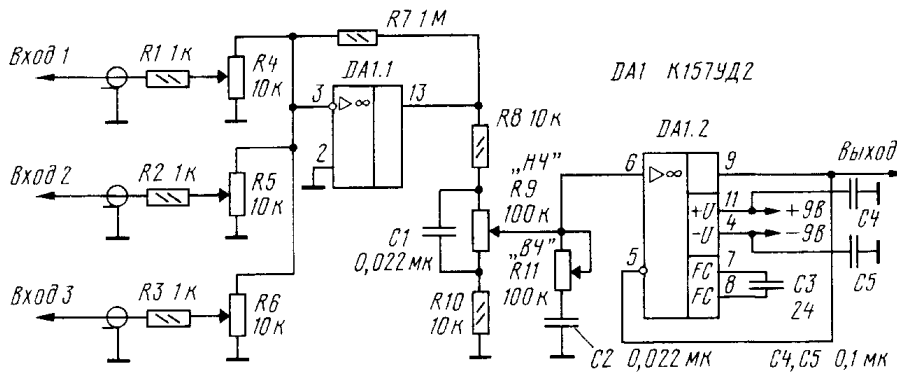 R7 1М
Вход 1
R1 1к
R4
10к
DA1.1
3
▷∞
13
2
DA1 К157УД2
R8 10к
DA1.2
Вход 2
R2 1к
R5
10к
„НЧ"
R9
100к
6
▷∞
9
Выход
+U
11
+9В
C4
-U
4
-9В
C5
C1
0,022 мк
„ВЧ"
R11
100к
5
FC
7
FC
8
C3
24
Вход 3
R3 1к
R6
10к
R10
10к
C2 0,022 мк
C4, C5 0,1 мк